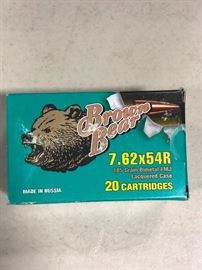 Brown
Bear
7.62x54R
185 Grain Bimetal FMJ
Lacquered Case
20 CARTRIDGES
MADE IN RUSSIA